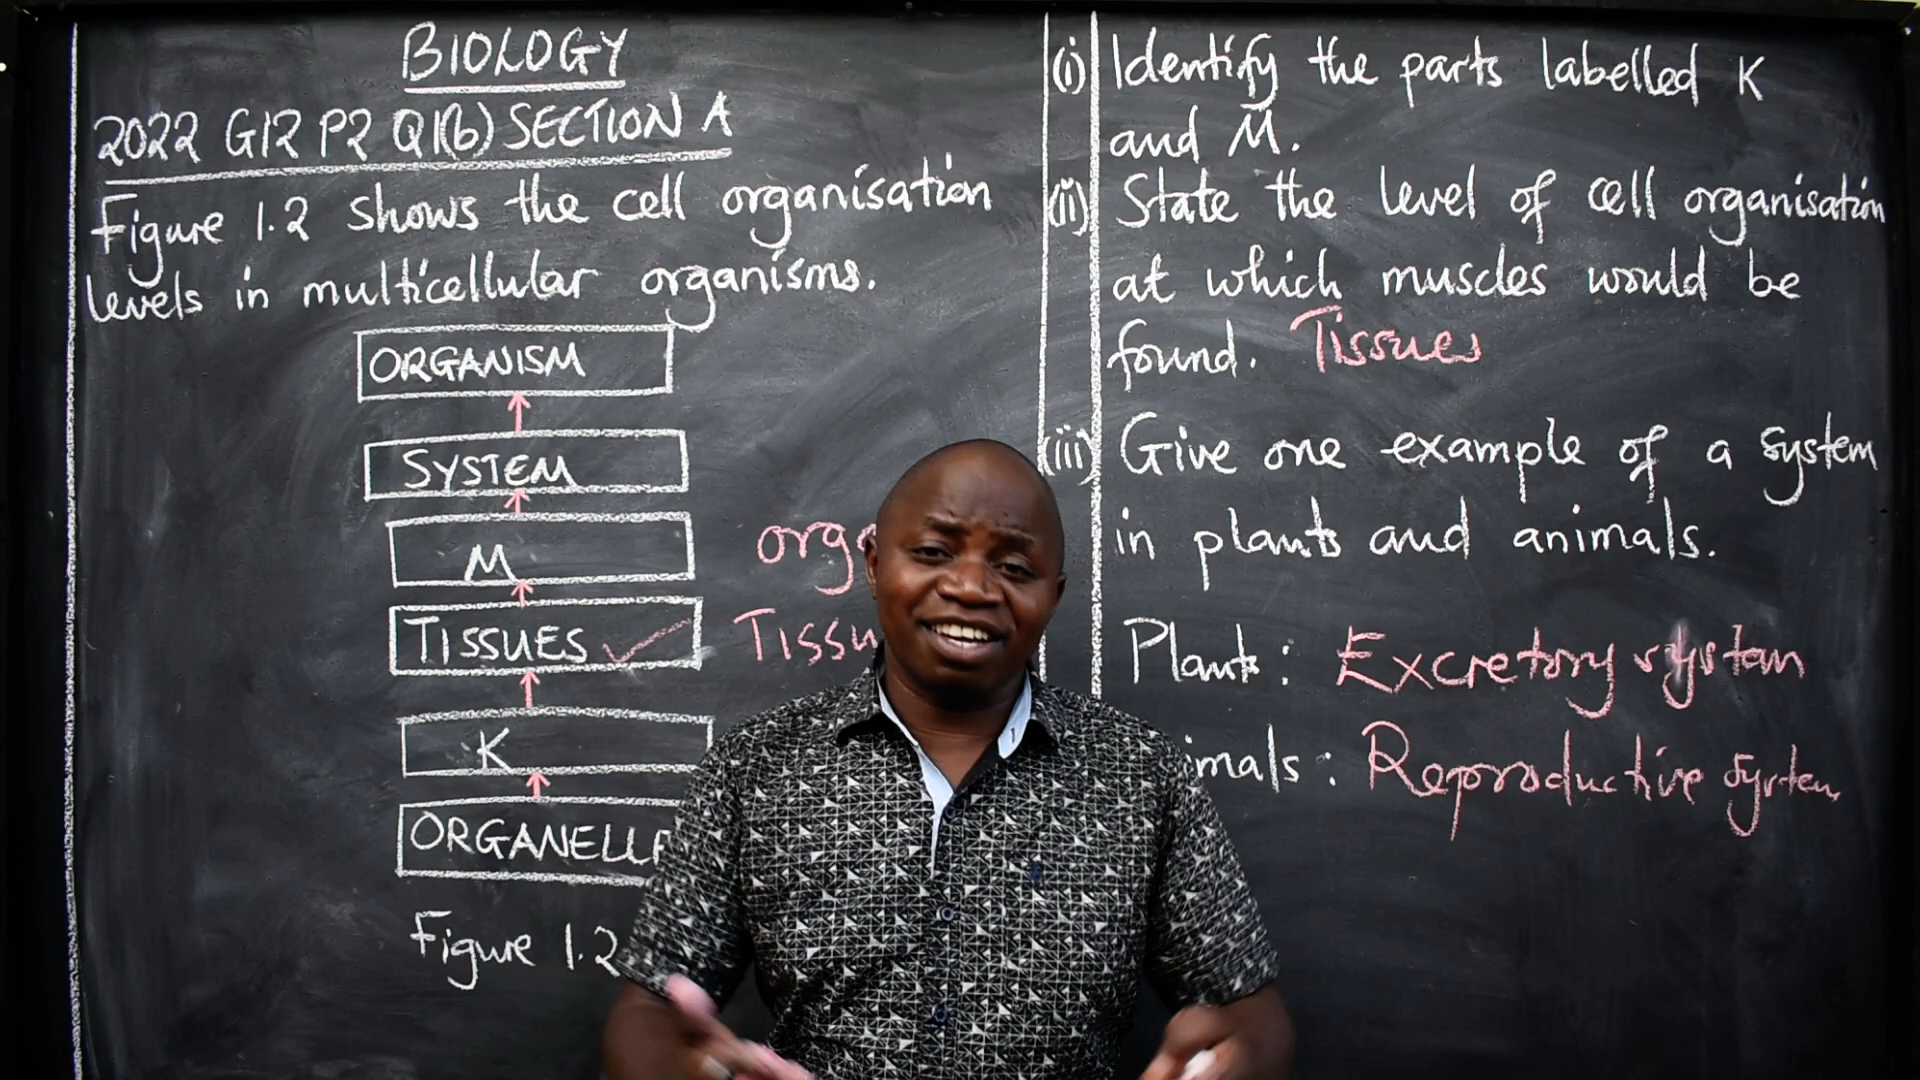 BIOLOGY
2022 G12 P2 Q1(b) SECTION A
Figure 1.2 shows the cell organisation
levels in multicellular organisms.
ORGANISM
SYSTEM
M
TISSUES
K
Figure 1.2
(i) Identify the parts labelled K
and M.
(ii) State the level of cell organisation
at which muscles would be
found. Tissues
(iii) Give one example of a system
in plants and animals.
Plants: Excretory system
Reproductive system